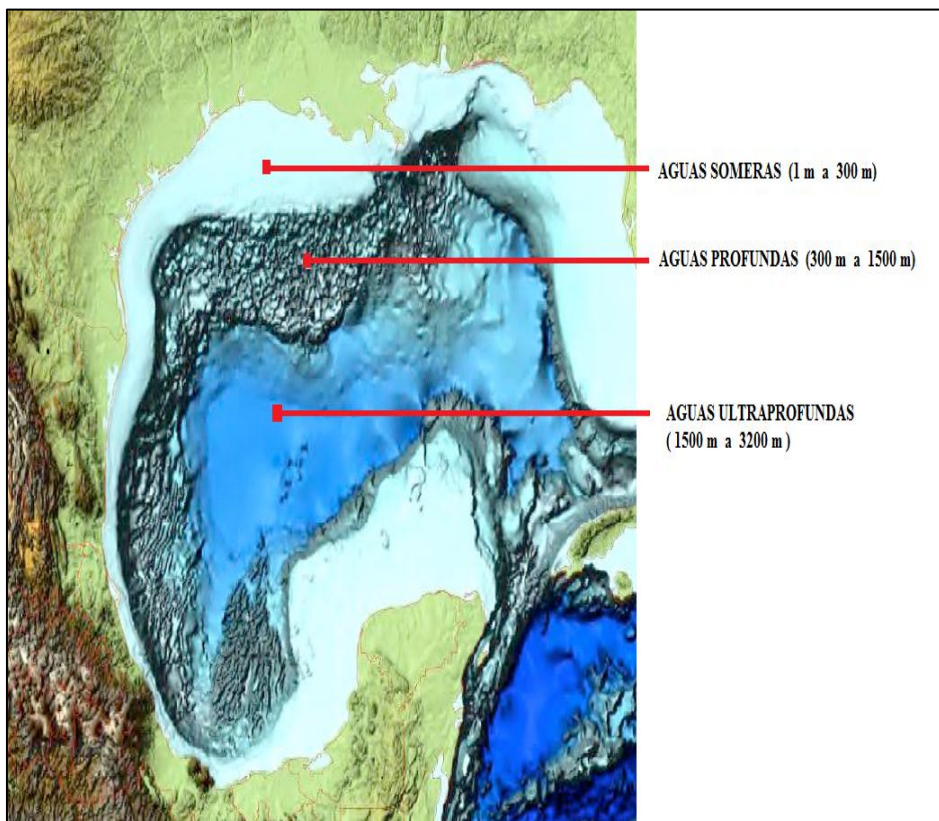 AGUAS SOMERAS (1 m a 300 m)
AGUAS PROFUNDAS (300 m a 1500 m)
AGUAS ULTRAPROFUNDAS
( 1500 m a 3200 m )